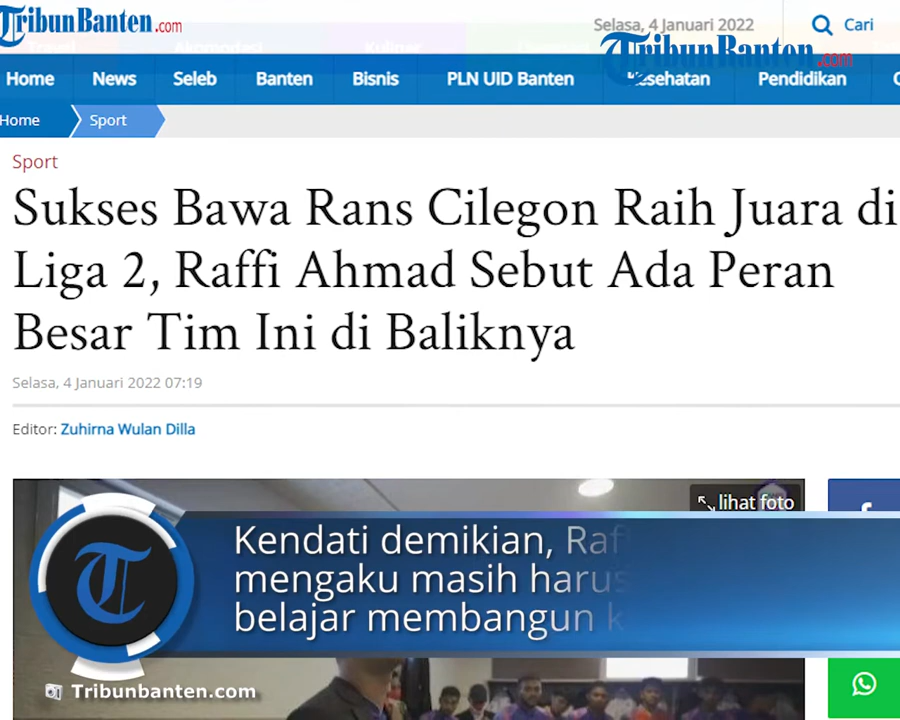 TribunBanten.com
Selasa, 4 Januari 2022
Cari
TribunBanten.com
Home News Seleb Banten Bisnis PLN UID Banten Kesehatan Pendidikan
Home Sport
Sport
Sukses Bawa Rans Cilegon Raih Juara di
Liga 2, Raffi Ahmad Sebut Ada Peran
Besar Tim Ini di Baliknya
Selasa, 4 Januari 2022 07:19
Editor: Zuhirna Wulan Dilla
lihat foto
Kendati demikian, Raf
mengaku masih harus
belajar membangun k
Tribunbanten.com